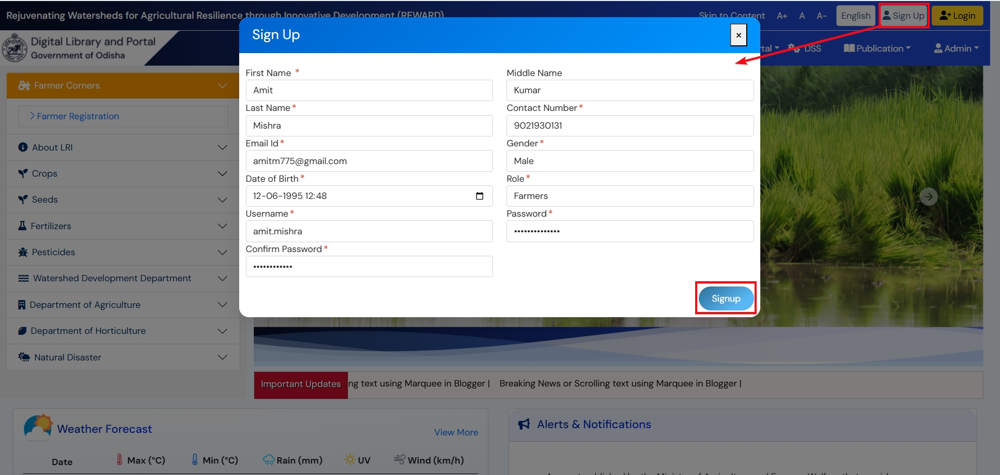 Rejuvenating Watersheds for Agricultural Resilience through Innovative Development (REWARD)
Skip to Content A+ A A- English Sign Up Login
Digital Library and Portal
Government of Odisha
DSS Publication Admin
Sign Up
×
First Name * Middle Name
Amit Kumar
Last Name * Contact Number *
Mishra 9021930131
Email Id * Gender *
amitm775@gmail.com Male
Date of Birth * Role *
12-06-1995 12:48 Farmers
Username * Password *
amit.mishra ••••••••••••••
Confirm Password *
••••••••••••
Signup
Farmer Corners
Farmer Registration
About LRI
Crops
Seeds
Fertilizers
Pesticides
Watershed Development Department
Department of Agriculture
Department of Horticulture
Natural Disaster
Important Updates ng text using Marquee in Blogger | Breaking News or Scrolling text using Marquee in Blogger |
Weather Forecast
View More
Date Max (°C) Min (°C) Rain (mm) UV Wind (km/h)
Alerts & Notifications